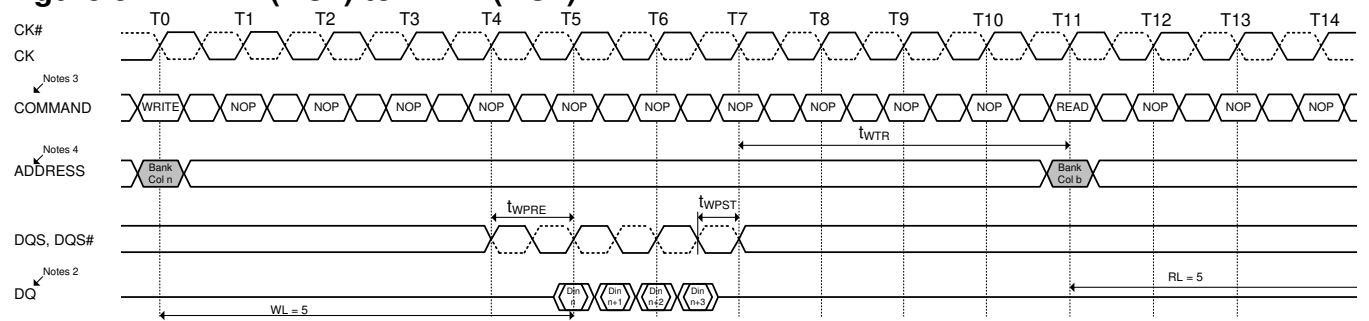 T0 T1 T2 T3 T4 T5 T6 T7 T8 T9 T10 T11 T12 T13 T14
CK#
CK
Notes 3
COMMAND WRITE NOP NOP NOP NOP NOP NOP NOP NOP NOP NOP READ NOP NOP NOP
tWTR
Notes 4
ADDRESS
Bank Bank
Col n Col b
tWPRE tWPST
DQS, DQS#
Notes 2
DQ
Din Din Din Din
n n+1 n+2 n+3
RL = 5
WL = 5